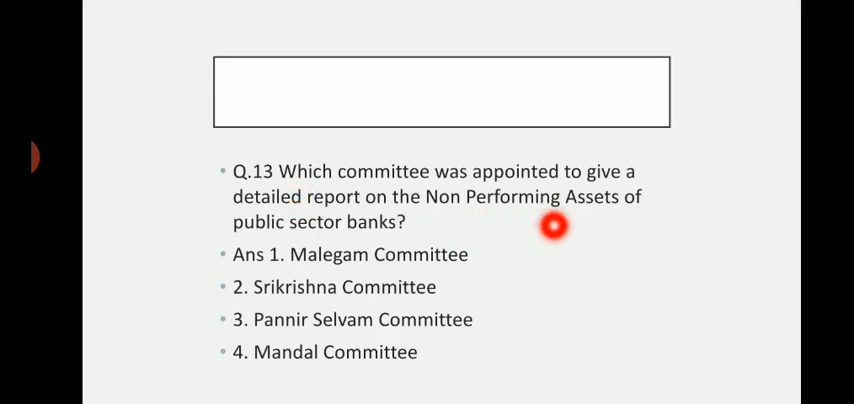 • Q.13 Which committee was appointed to give a
detailed report on the Non Performing Assets of
public sector banks?
• Ans 1. Malegam Committee
• 2. Srikrishna Committee
• 3. Pannir Selvam Committee
• 4. Mandal Committee